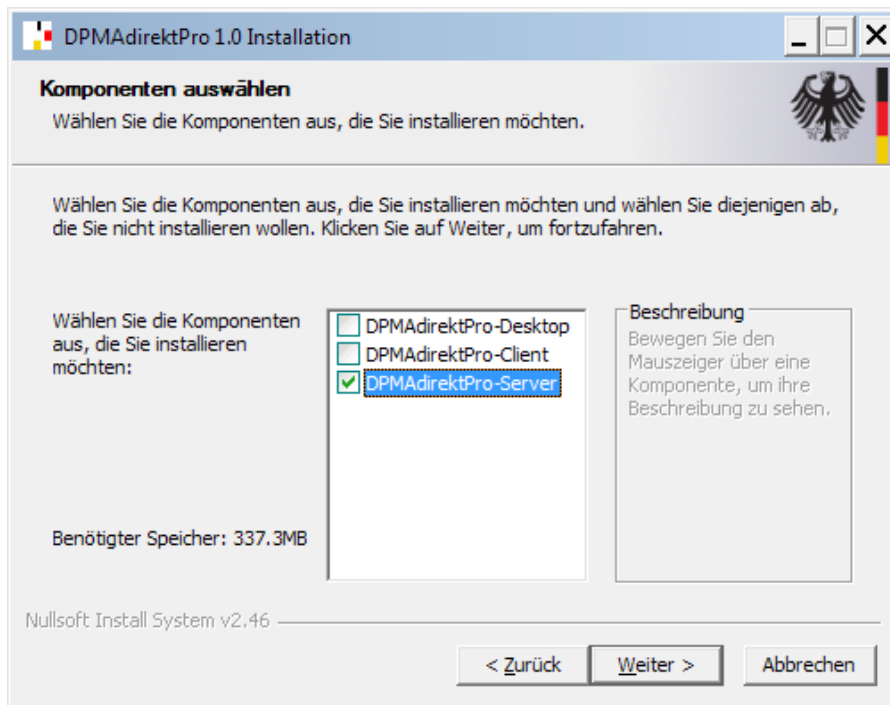 DPMAdirektPro 1.0 Installation
Komponenten auswählen
Wählen Sie die Komponenten aus, die Sie installieren möchten.
Wählen Sie die Komponenten aus, die Sie installieren möchten und wählen Sie diejenigen ab,
die Sie nicht installieren wollen. Klicken Sie auf Weiter, um fortzufahren.
Wählen Sie die Komponenten
aus, die Sie installieren
möchten:
DPMAdirektPro-Desktop
DPMAdirektPro-Client
DPMAdirektPro-Server
Beschreibung
Bewegen Sie den
Mauszeiger über eine
Komponente, um ihre
Beschreibung zu sehen.
Benötigter Speicher: 337.3MB
Nullsoft Install System v2.46
< Zurück
Weiter >
Abbrechen